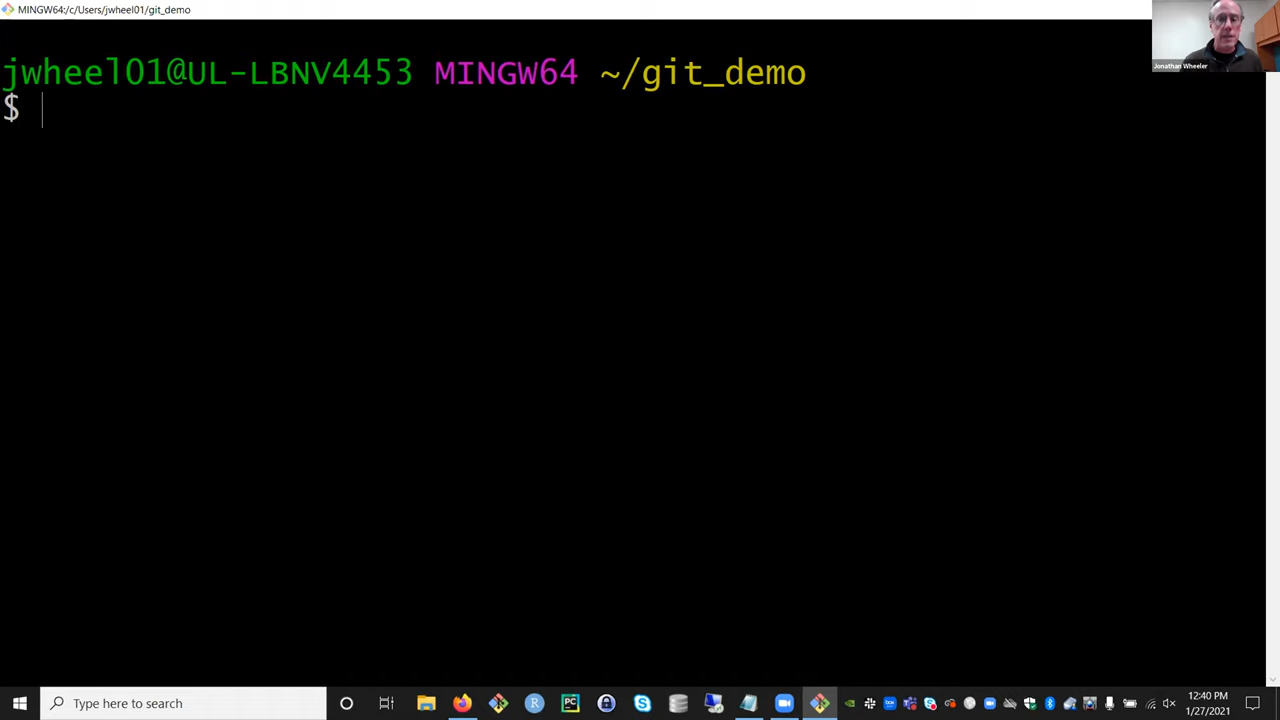 MINGW64:/c/Users/jwheel01/git_demo
Jonathan Wheeler
jwheel01@UL-LBNV4453 MINGW64 ~/git_demo
$
Type here to search
R
PC
12:40 PM
1/27/2021